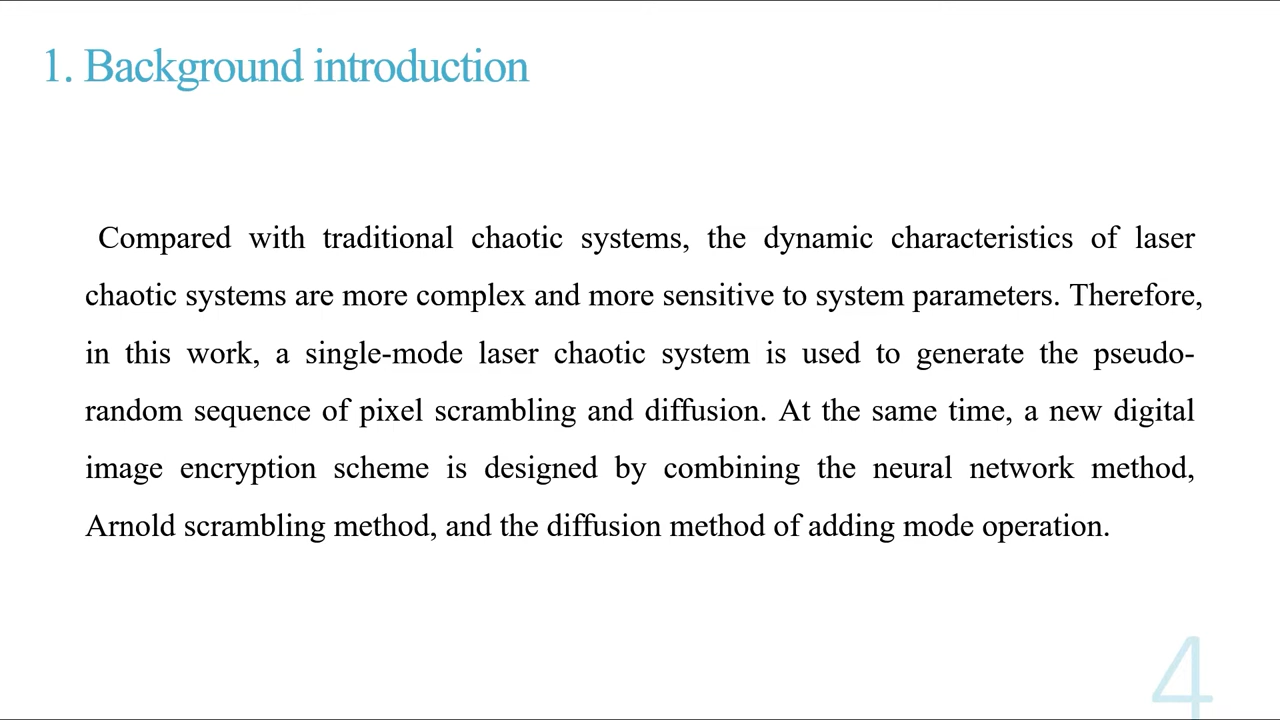 1. Background introduction
Compared with traditional chaotic systems, the dynamic characteristics of laser
chaotic systems are more complex and more sensitive to system parameters. Therefore,
in this work, a single-mode laser chaotic system is used to generate the pseudo-
random sequence of pixel scrambling and diffusion. At the same time, a new digital
image encryption scheme is designed by combining the neural network method,
Arnold scrambling method, and the diffusion method of adding mode operation.
4